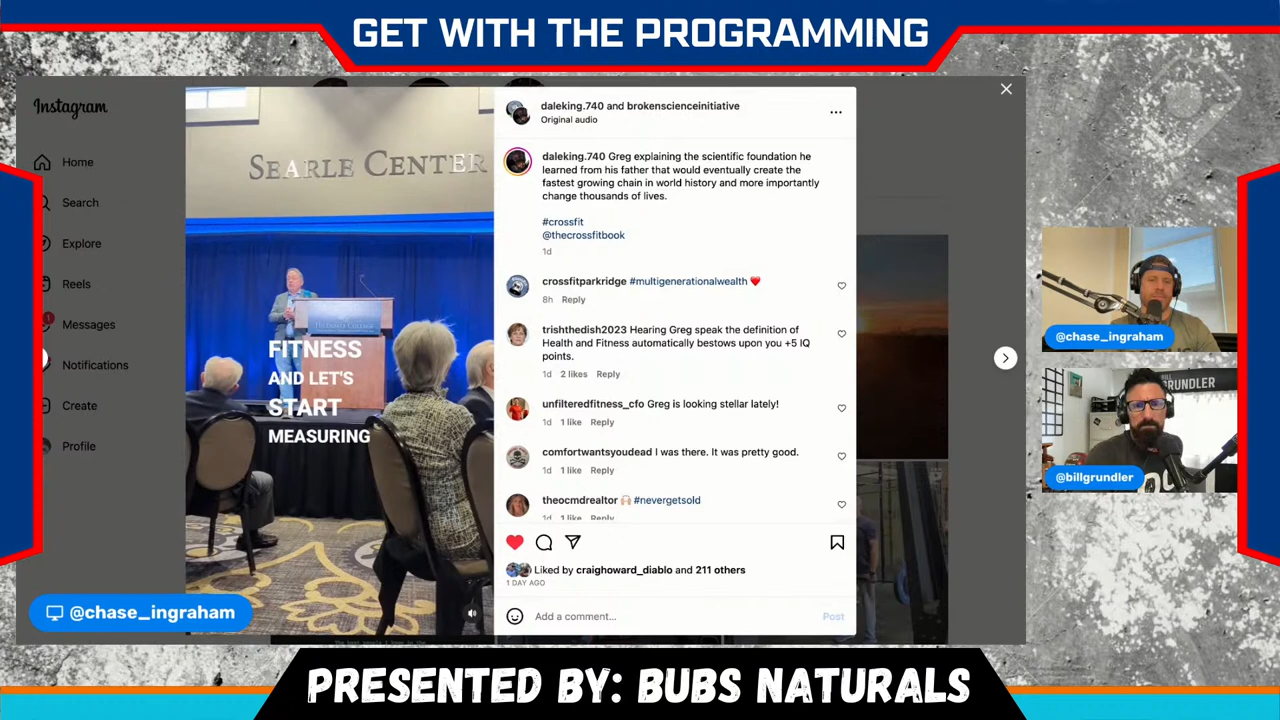 GET WITH THE PROGRAMMING
Instagram
Home
Search
Explore
Reels
1
Messages
Notifications
Create
Profile
SEARLE CENTER
FITNESS
AND LET'S
START
MEASURING
daleking.740 and brokenscienceinitiative
Original audio
daleking.740 Greg explaining the scientific foundation he
learned from his father that would eventually create the
fastest growing chain in world history and more importantly
change thousands of lives.
#crossfit
@thecrossfitbook
1d
crossfitparkridge #multigenerationalwealth ❤️
8h Reply
trishthedish2023 Hearing Greg speak the definition of
Health and Fitness automatically bestows upon you +5 IQ
points.
1d 2 likes Reply
unfilteredfitness_cfo Greg is looking stellar lately!
1d 1 like Reply
comfortwantsyoudead I was there. It was pretty good.
1d 1 like Reply
theocmdrealtor 🙌🏻 #nevergetsold
1d 1 like Reply
Liked by craighoward_diablo and 211 others
1 DAY AGO
Add a comment...
Post
@chase_ingraham
GRUNDLER
@billgrundler
@chase_ingraham
PRESENTED BY: BUBS NATURALS